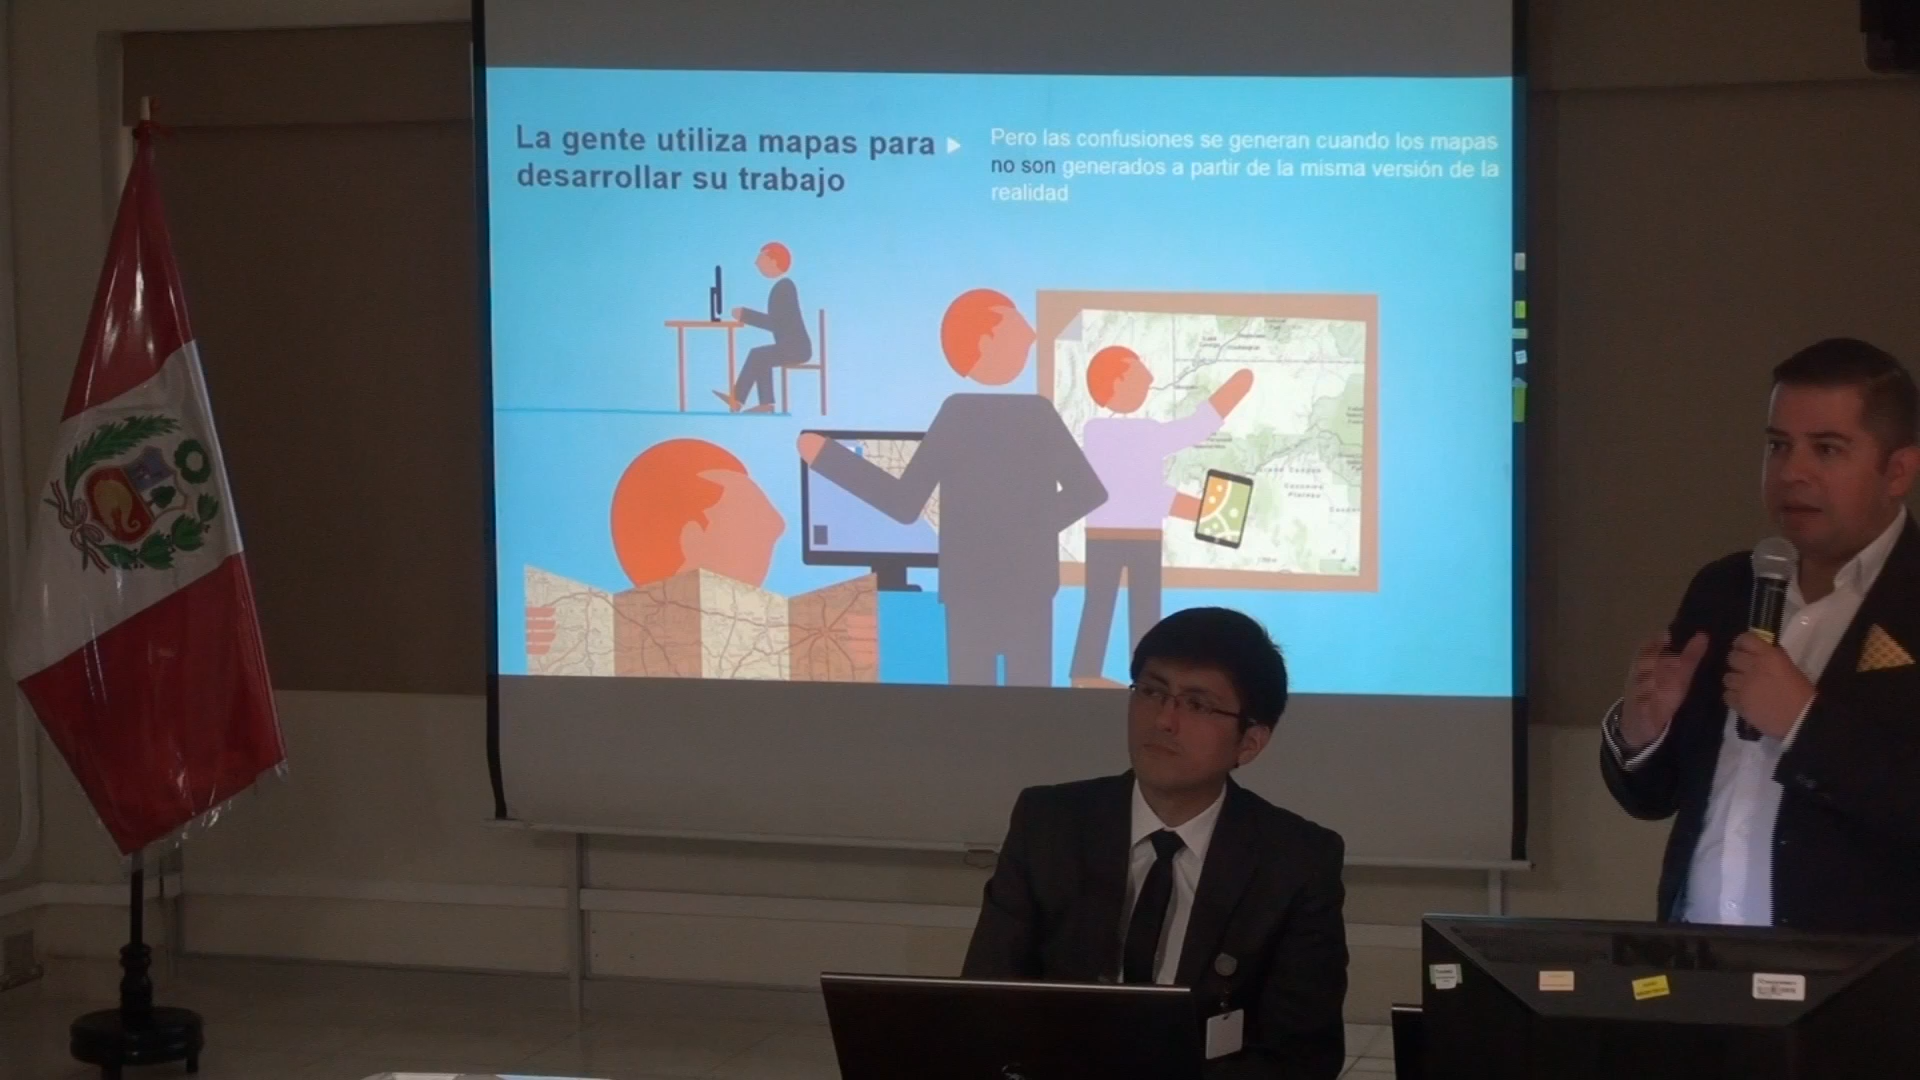 La gente utiliza mapas para
desarrollar su trabajo
Pero las confusiones se generan cuando los mapas
no son generados a partir de la misma versión de la
realidad